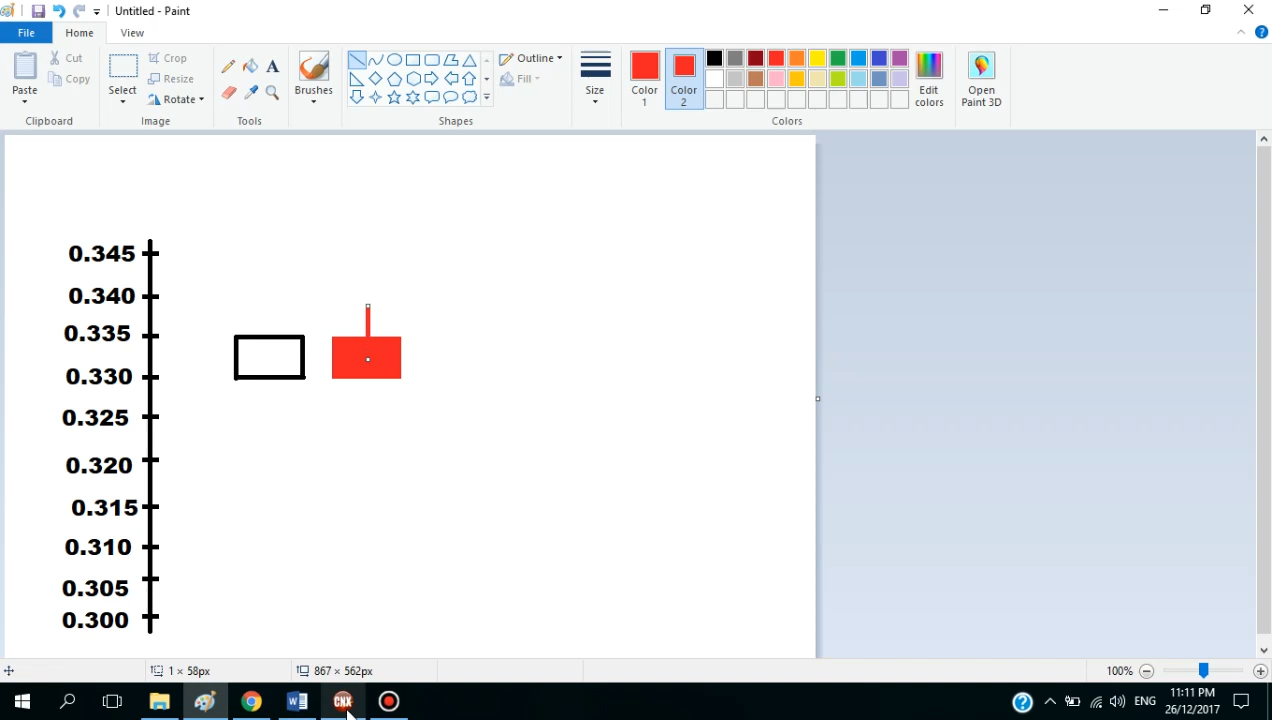 Untitled - Paint
File
Home
View
Paste
Cut
Copy
Clipboard
Select
Crop
Resize
Rotate
Image
Tools
Brushes
Outline
Fill
Shapes
Size
Color 1
Color 2
Edit colors
Open Paint 3D
Colors
0.345
0.340
0.335
0.330
0.325
0.320
0.315
0.310
0.305
0.300
1 × 58px
867 × 562px
100%
CNX
ENG
11:11 PM
26/12/2017